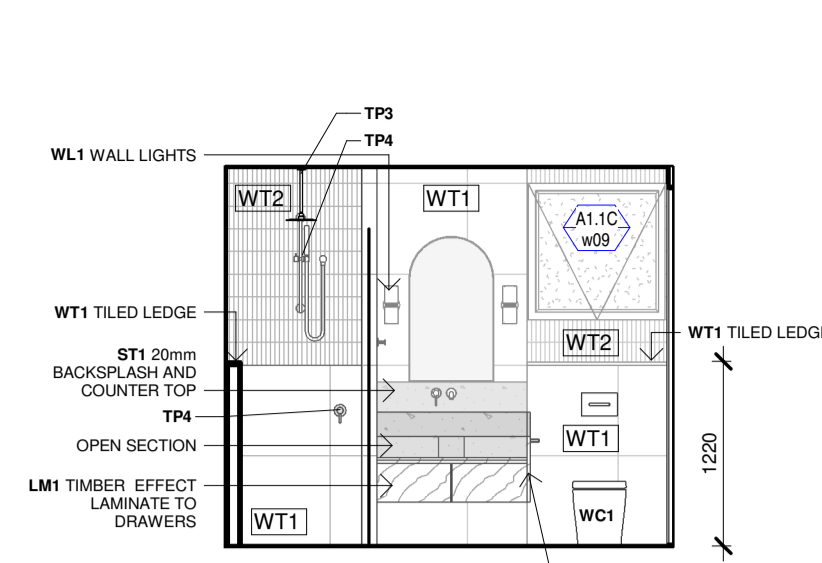 TP3
TP4
WL1 WALL LIGHTS
WT2
WT1
A1.1C
w09
WT1 TILED LEDGE
WT2
WT1 TILED LEDG
ST1 20mm
BACKSPLASH AND
COUNTER TOP
TP4
OPEN SECTION
WT1
1220
LM1 TIMBER EFFECT
LAMINATE TO
DRAWERS
WT1
WC1